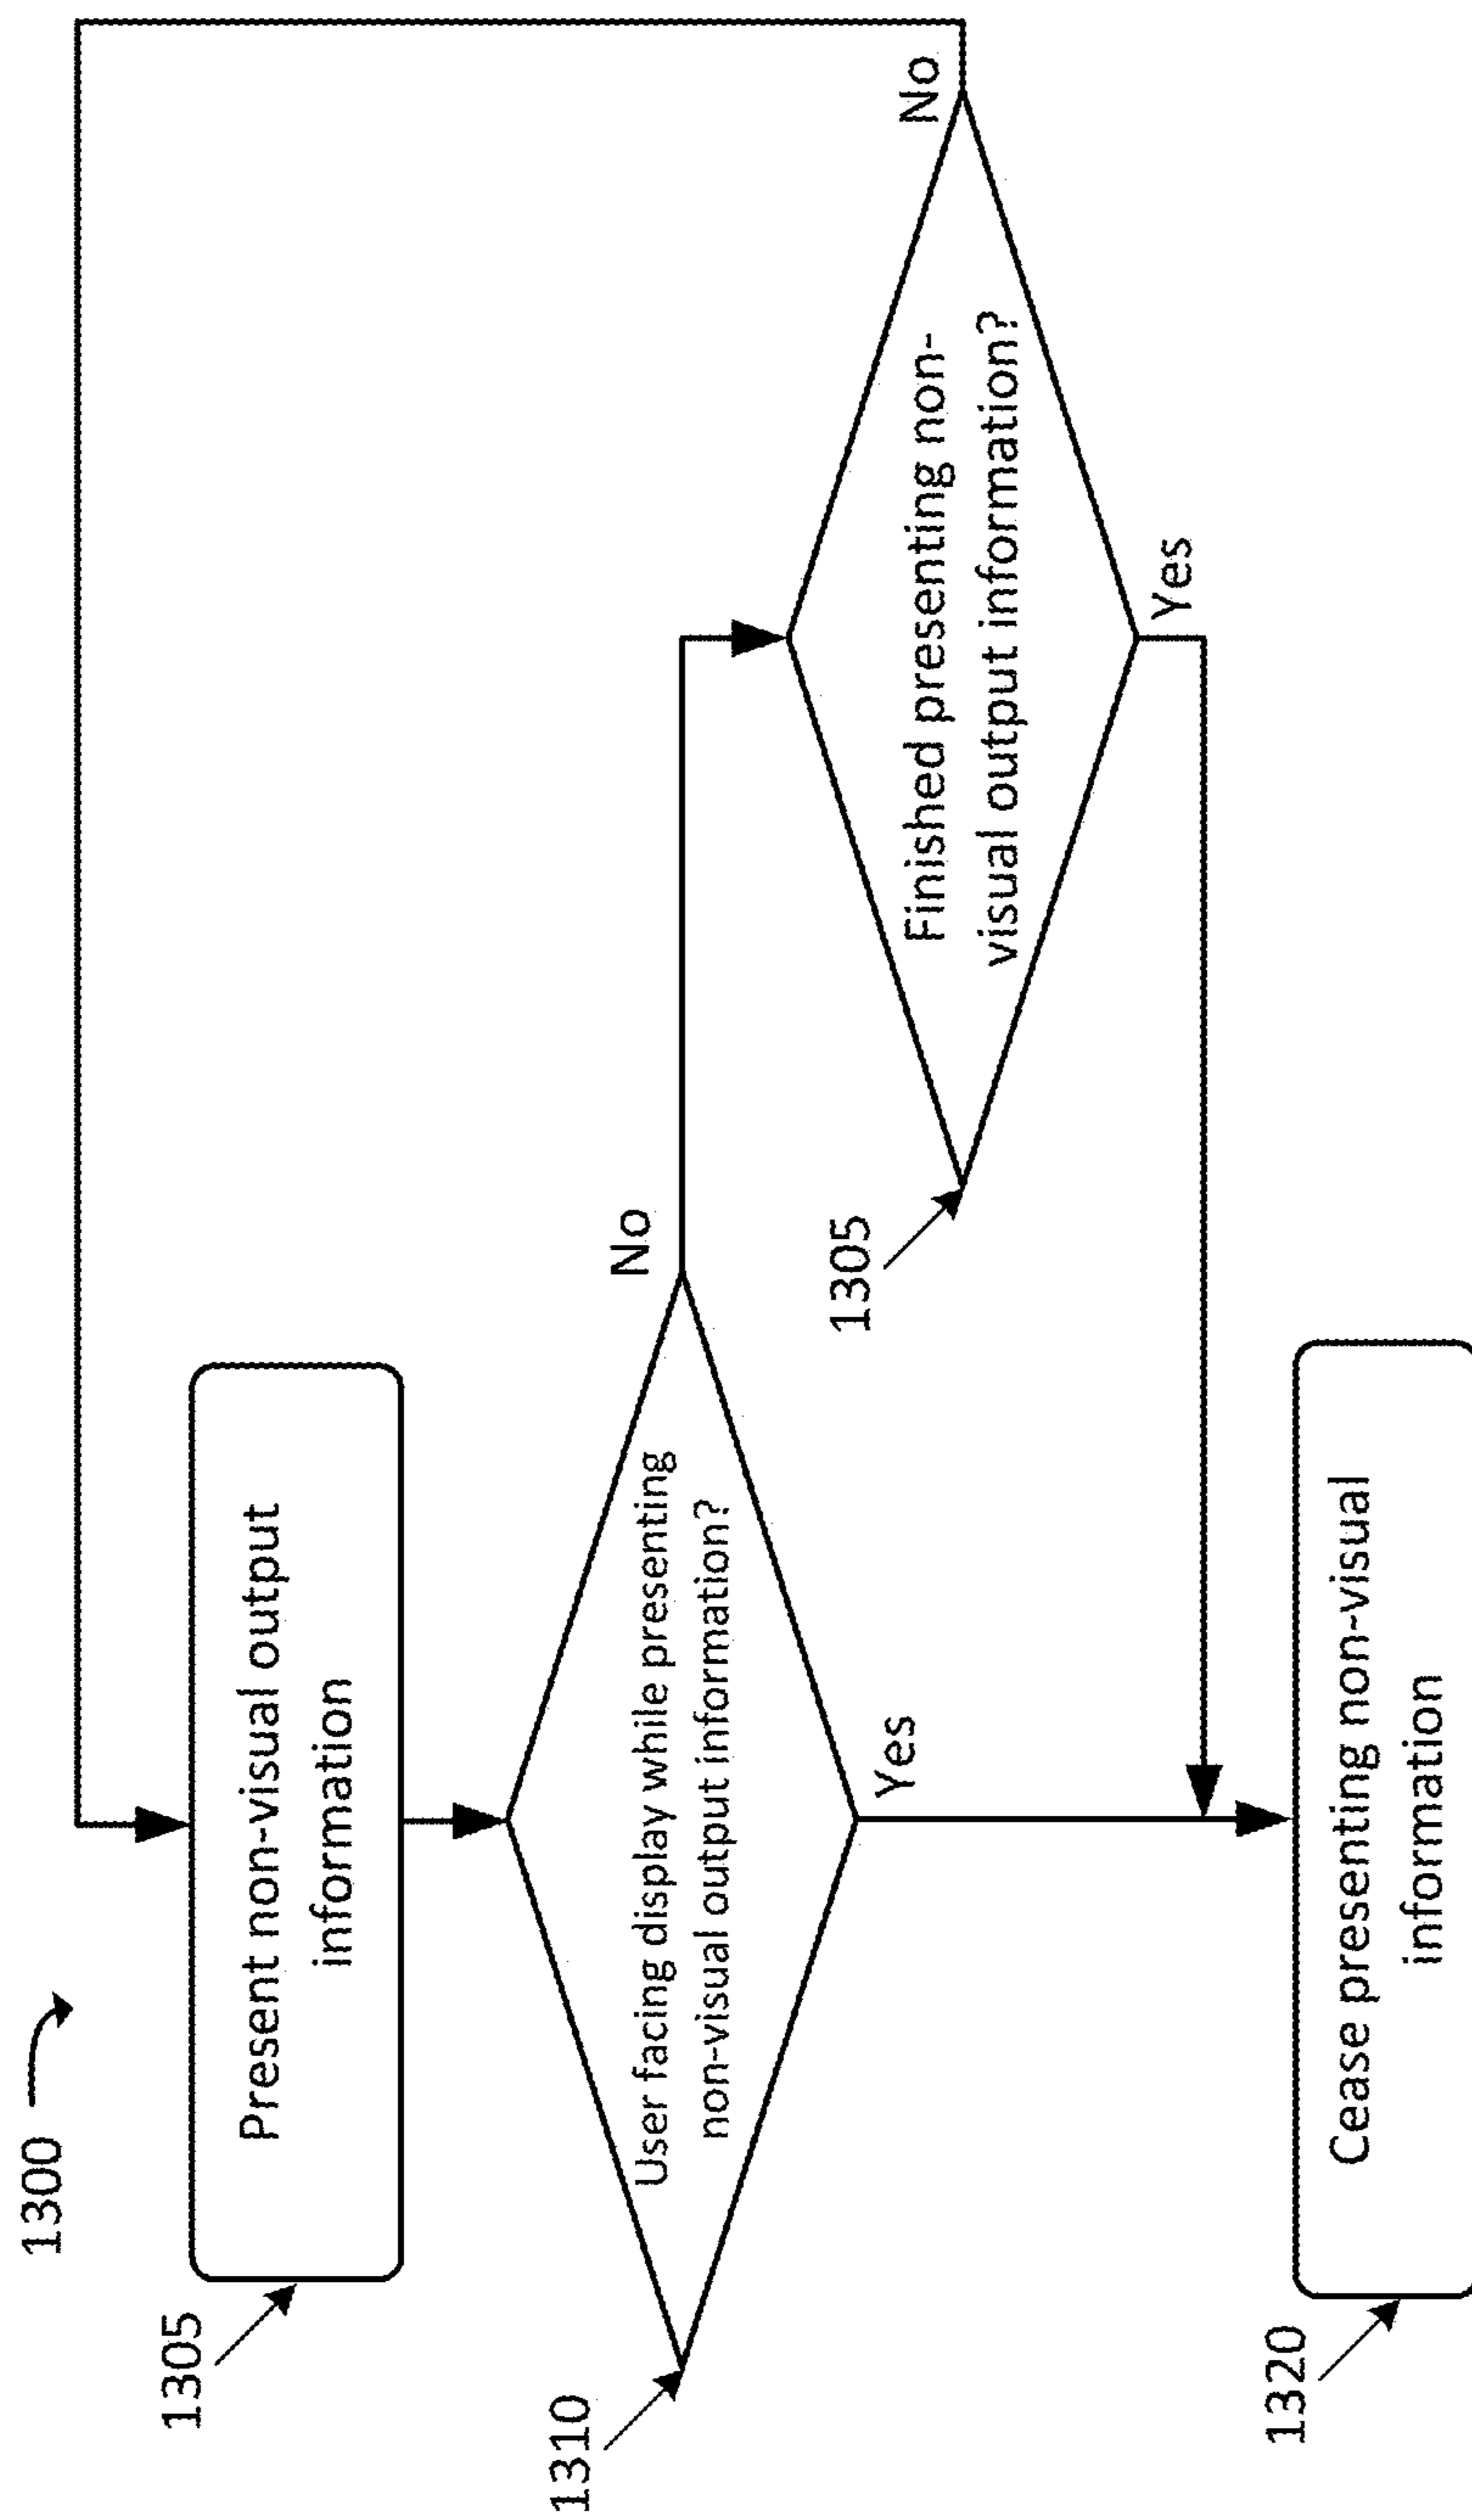 1300
1305
Present non-visual output
information
1310
User facing display while presenting
non-visual output information?
No
Yes
1305
Finished presenting non-
visual output information?
No
Yes
1320
Cease presenting non-visual
information